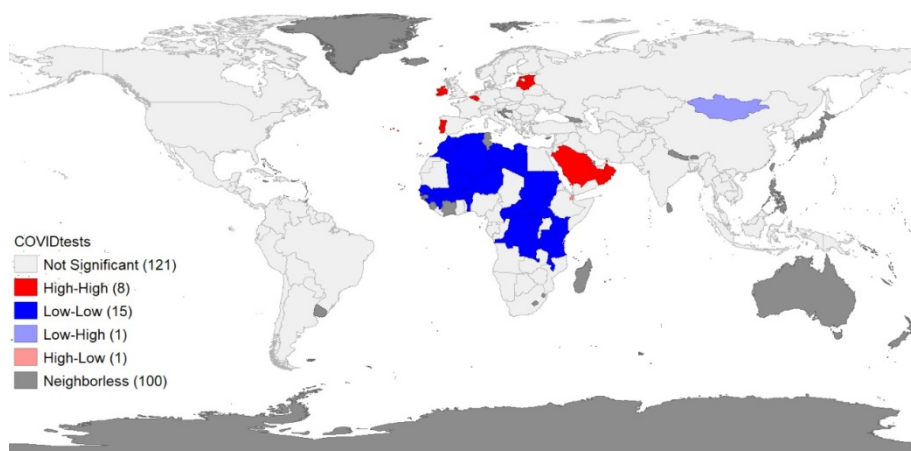 COVIDtests
Not Significant (121)
High-High (8)
Low-Low (15)
Low-High (1)
High-Low (1)
Neighborless (100)